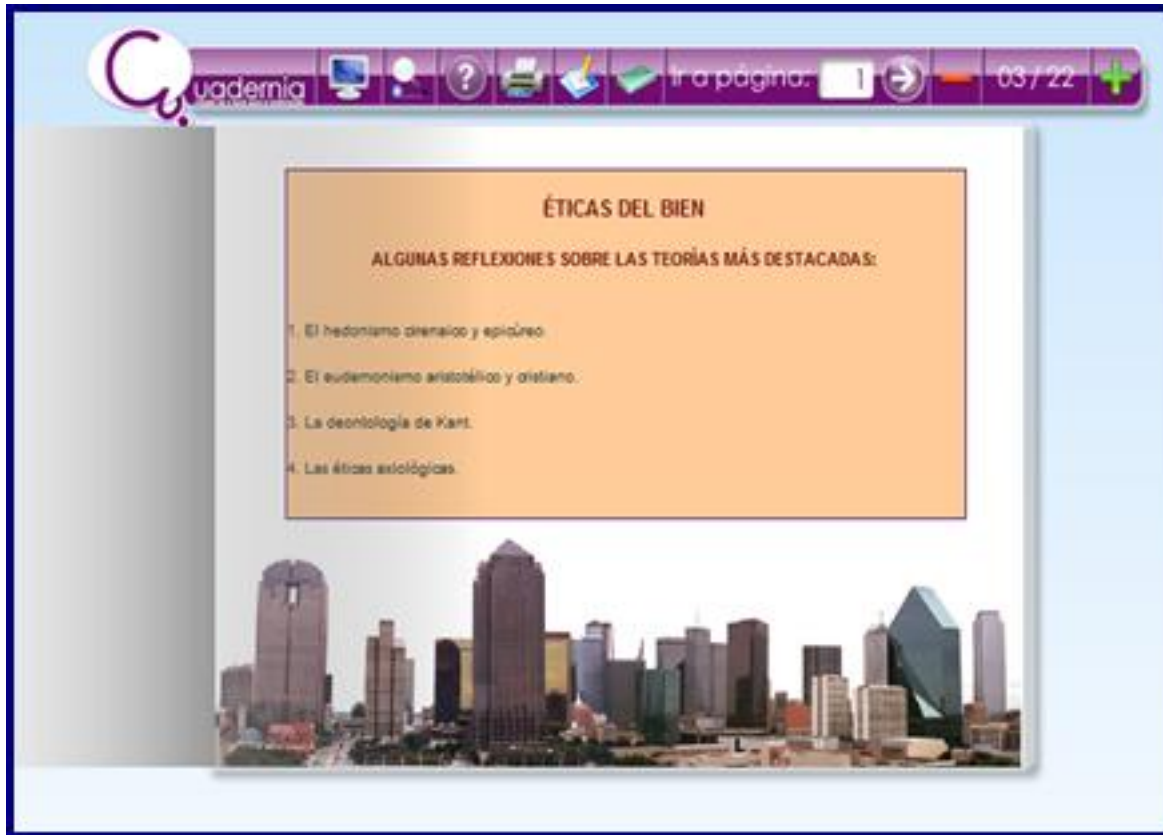 Cuadernia
Ir a página: 1 03 / 22
ÉTICAS DEL BIEN
ALGUNAS REFLEXIONES SOBRE LAS TEORÍAS MÁS DESTACADAS:
1. El hedonismo cirenaico y epicúreo.
2. El eudemonismo aristotélico y cristiano.
3. La deontología de Kant.
4. Las éticas axiológicas.